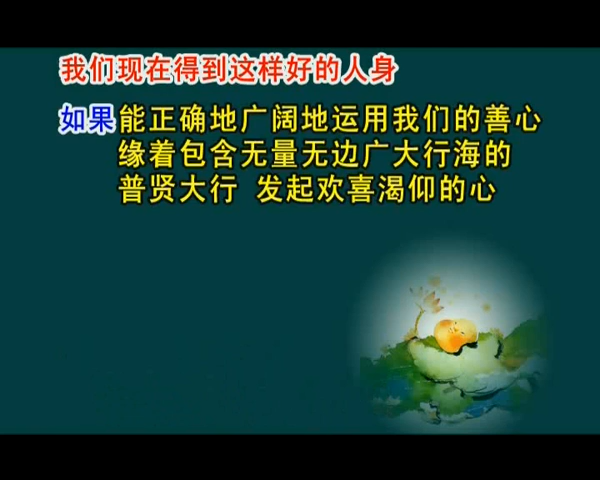 我们现在得到这样好的人身
如果能正确地广阔地运用我们的善心
缘着包含无量无边广大行海的
普贤大行 发起欢喜渴仰的心